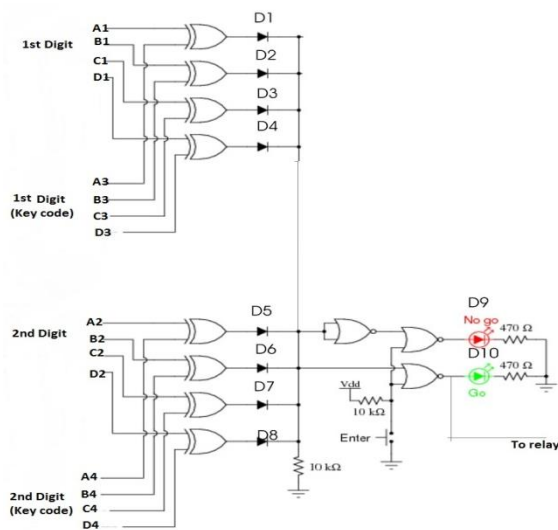 A1
B1
1st Digit
C1
D1
D1
D2
D3
D4
A3
1st Digit
(Key code)
B3
C3
D3
A2
2nd Digit
B2
C2
D2
D5
D6
D7
D8
D9
No go
470 Ω
D10
470 Ω
Go
Vdd
10 kΩ
Enter
10 kΩ
To relay
A4
B4
2nd Digit
(Key code)
C4
D4